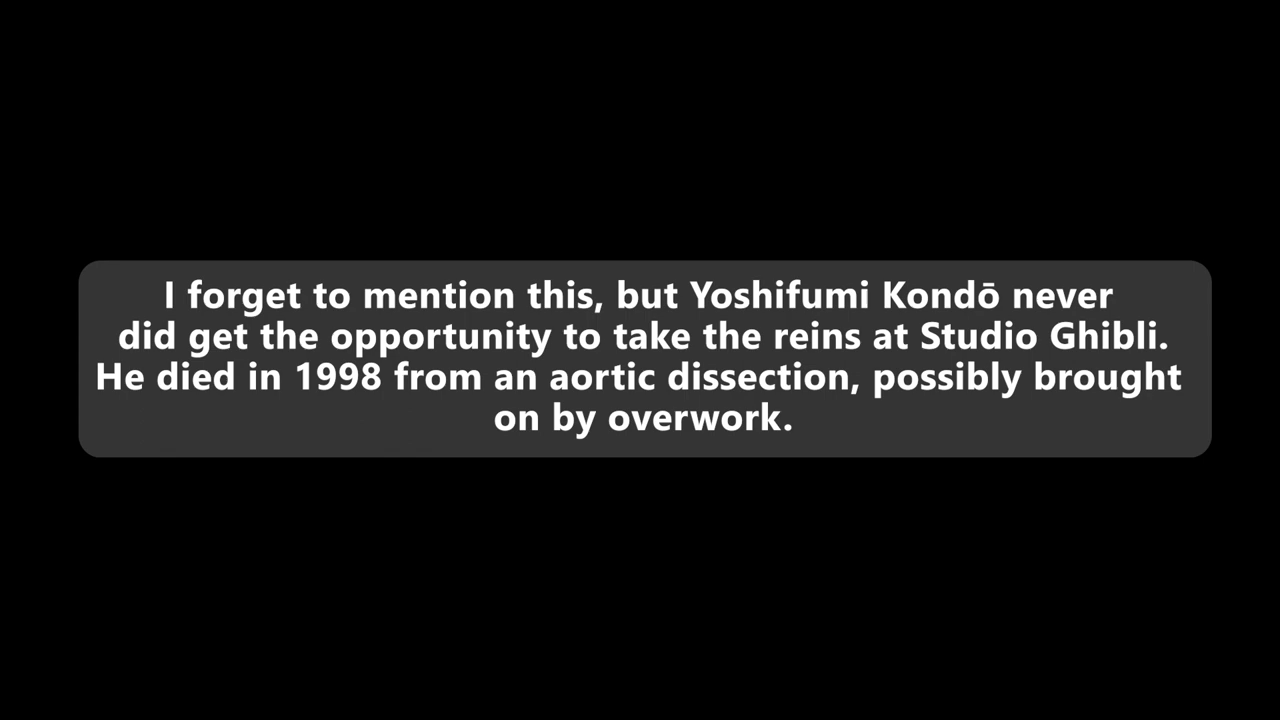 I forget to mention this, but Yoshifumi Kondō never
did get the opportunity to take the reins at Studio Ghibli.
He died in 1998 from an aortic dissection, possibly brought
on by overwork.